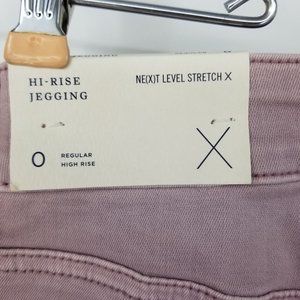 HI-RISE
JEGGING
NE(X)T LEVEL STRETCH X
0
REGULAR
HIGH RISE
X